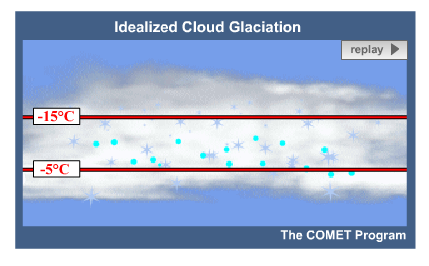 Idealized Cloud Glaciation
replay
-15°C
-5°C
The COMET Program